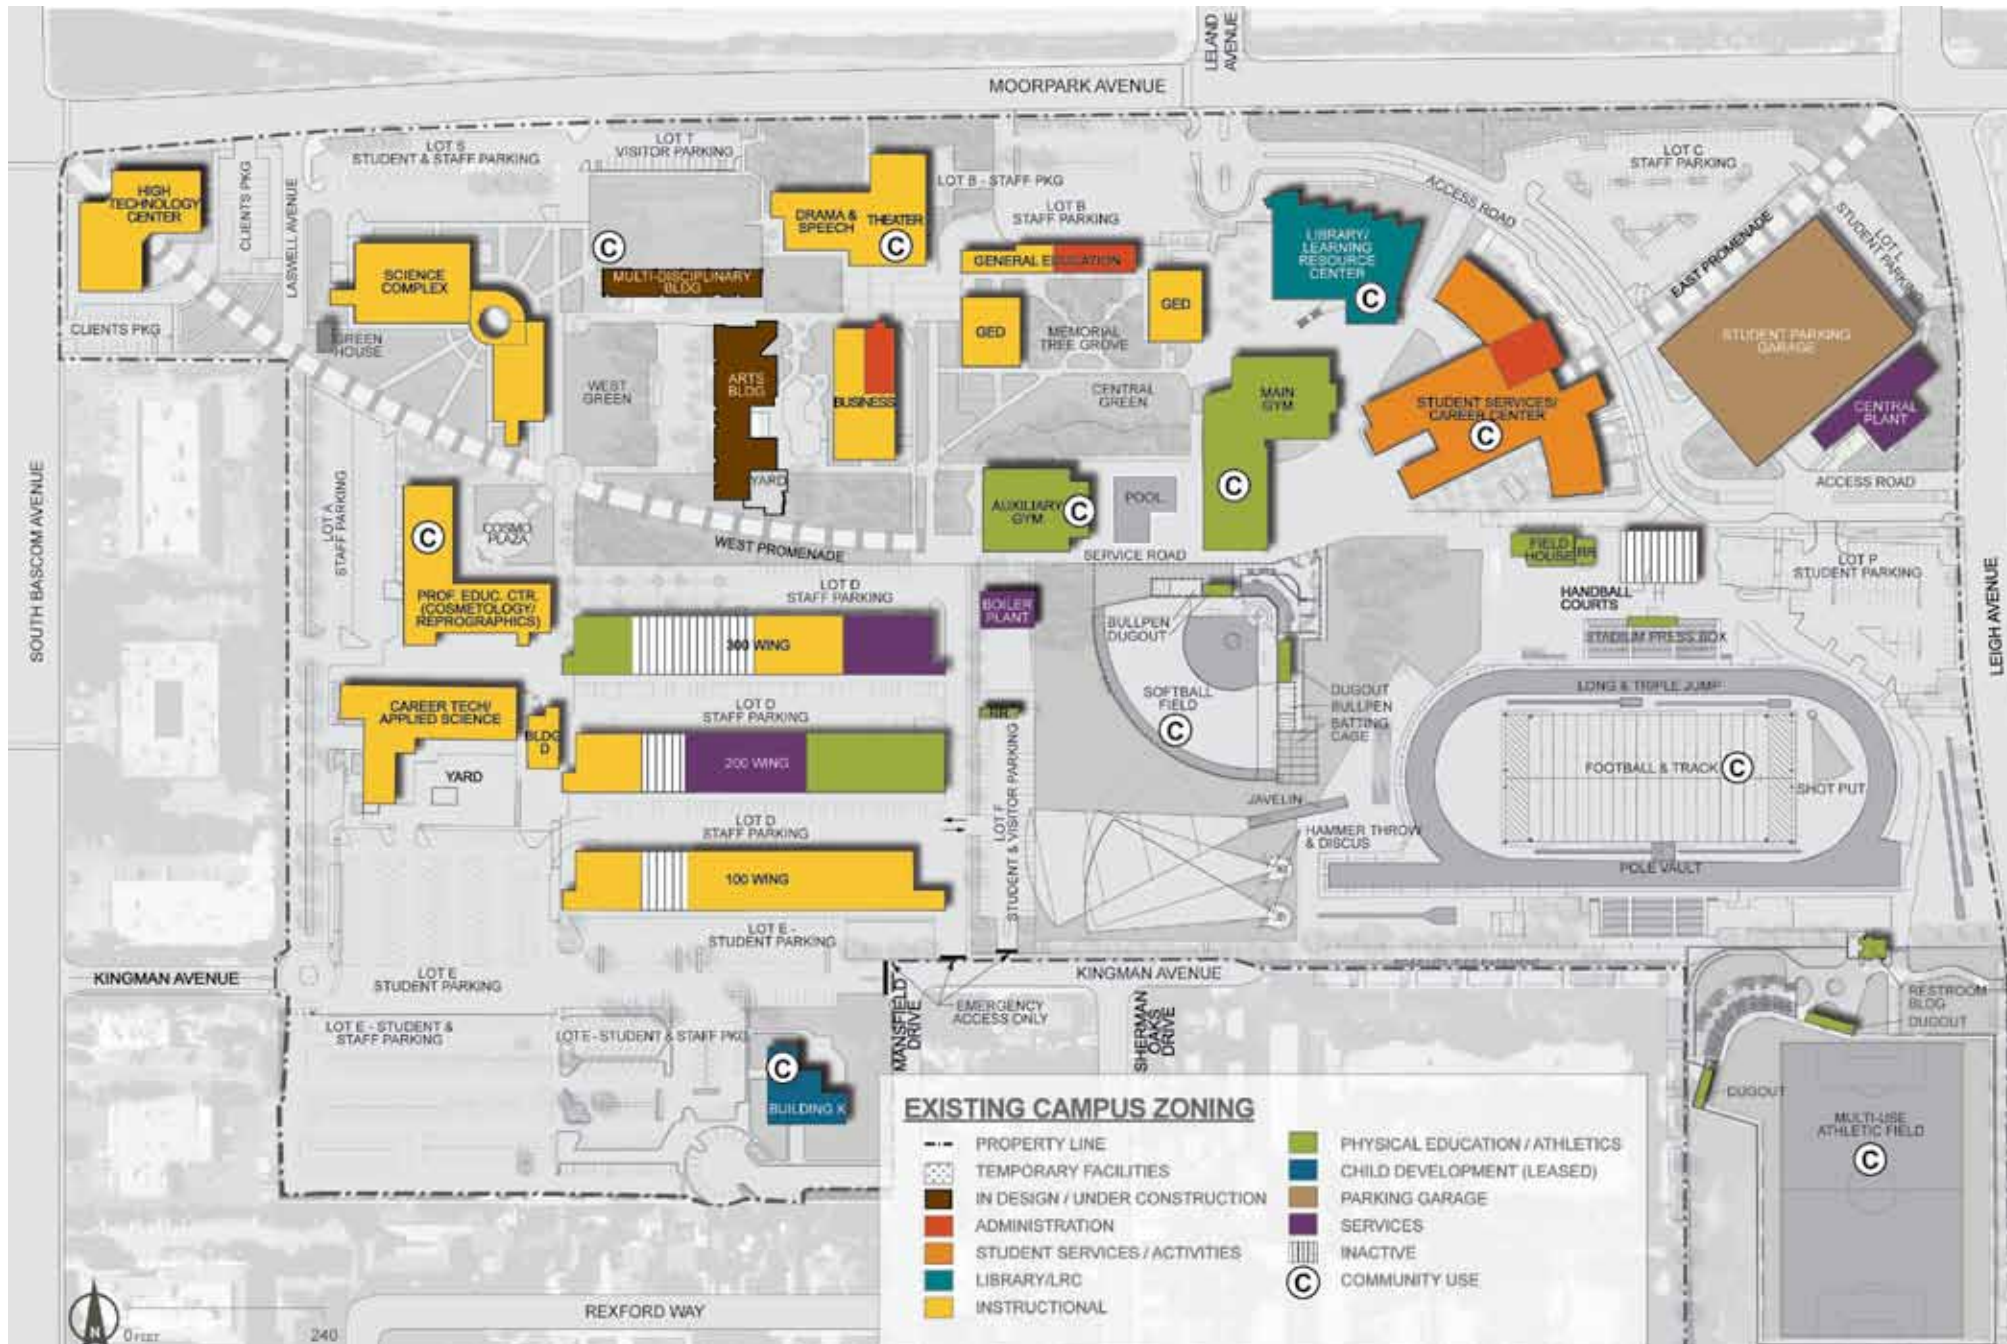 LELAND
AVENUE
MOORPARK AVENUE
LOT S
STUDENT & STAFF PARKING
LOT T
VISITOR PARKING
LOT B - STAFF PKG
LOT B
STAFF PARKING
ACCESS ROAD
LOT C
STAFF PARKING
EAST PROMENADE
LOT L
STUDENT PARKING
HIGH
TECHNOLOGY
CENTER
CLIENTS PKG
LASWELL AVENUE
CLIENTS PKG
SCIENCE
COMPLEX
GREEN
HOUSE
C
MULTI-DISCIPLINARY
BLDG
DRAMA &
SPEECH
THEATER
C
GENERAL EDUCATION
GED
GED
MEMORIAL
TREE GROVE
LIBRARY/
LEARNING
RESOURCE
CENTER
C
STUDENT PARKING
GARAGE
CENTRAL
PLANT
ACCESS ROAD
WEST
GREEN
ARTS
BLDG
YARD
BUSINESS
CENTRAL
GREEN
MAIN
GYM
C
STUDENT SERVICES/
CAREER CENTER
C
AUXILIARY
GYM
C
POOL
SERVICE ROAD
SOUTH BASCOM AVENUE
LOT A
STAFF PARKING
C
COSMO
PLAZA
WEST PROMENADE
PROF. EDUC. CTR.
(COSMETOLOGY/
REPROGRAPHICS)
LOT D
STAFF PARKING
300 WING
BOILER
PLANT
BULLPEN
DUGOUT
FIELD
HOUSE
RR
HANDBALL
COURTS
LOT P
STUDENT PARKING
LEIGH AVENUE
STADIUM PRESS BOX
CAREER TECH/
APPLIED SCIENCE
BLDG
D
YARD
LOT D
STAFF PARKING
200 WING
RR
SOFTBALL
FIELD
C
DUGOUT
BULLPEN
BATTING
CAGE
LONG & TRIPLE JUMP
FOOTBALL & TRACK
C
SHOT PUT
JAVELIN
HAMMER THROW
& DISCUS
POLE VAULT
LOT D
STAFF PARKING
100 WING
LOT F
STUDENT & VISITOR PARKING
LOT E -
STUDENT PARKING
KINGMAN AVENUE
LOT E
STUDENT PARKING
KINGMAN AVENUE
MANSFIELD
DRIVE
EMERGENCY
ACCESS ONLY
SHERMAN
OAKS
DRIVE
LOT E - STUDENT &
STAFF PARKING
LOT E - STUDENT & STAFF PKG
C
BUILDING X
RESTROOM
BLDG
DUGOUT
DUGOUT
MULTI-USE
ATHLETIC FIELD
C
EXISTING CAMPUS ZONING
PROPERTY LINE
TEMPORARY FACILITIES
IN DESIGN / UNDER CONSTRUCTION
ADMINISTRATION
STUDENT SERVICES / ACTIVITIES
LIBRARY/LRC
INSTRUCTIONAL
PHYSICAL EDUCATION / ATHLETICS
CHILD DEVELOPMENT (LEASED)
PARKING GARAGE
SERVICES
INACTIVE
C COMMUNITY USE
REXFORD WAY
N
0 FEET 240